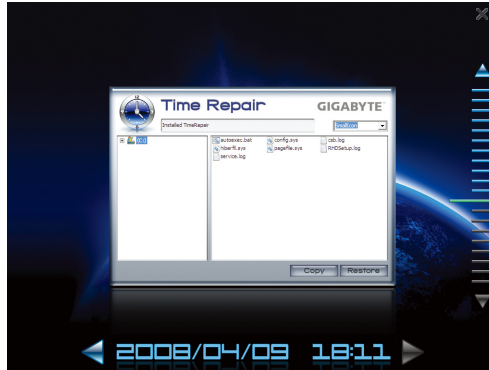 Time Repair
GIGABYTE
Installed TimeRepair
SmallIcon
(C:)
autoexec.bat config.sys csb.log
hiberfil.sys pagefile.sys RHDSetup.log
service.log
Copy Restore
2008/04/09 18:11